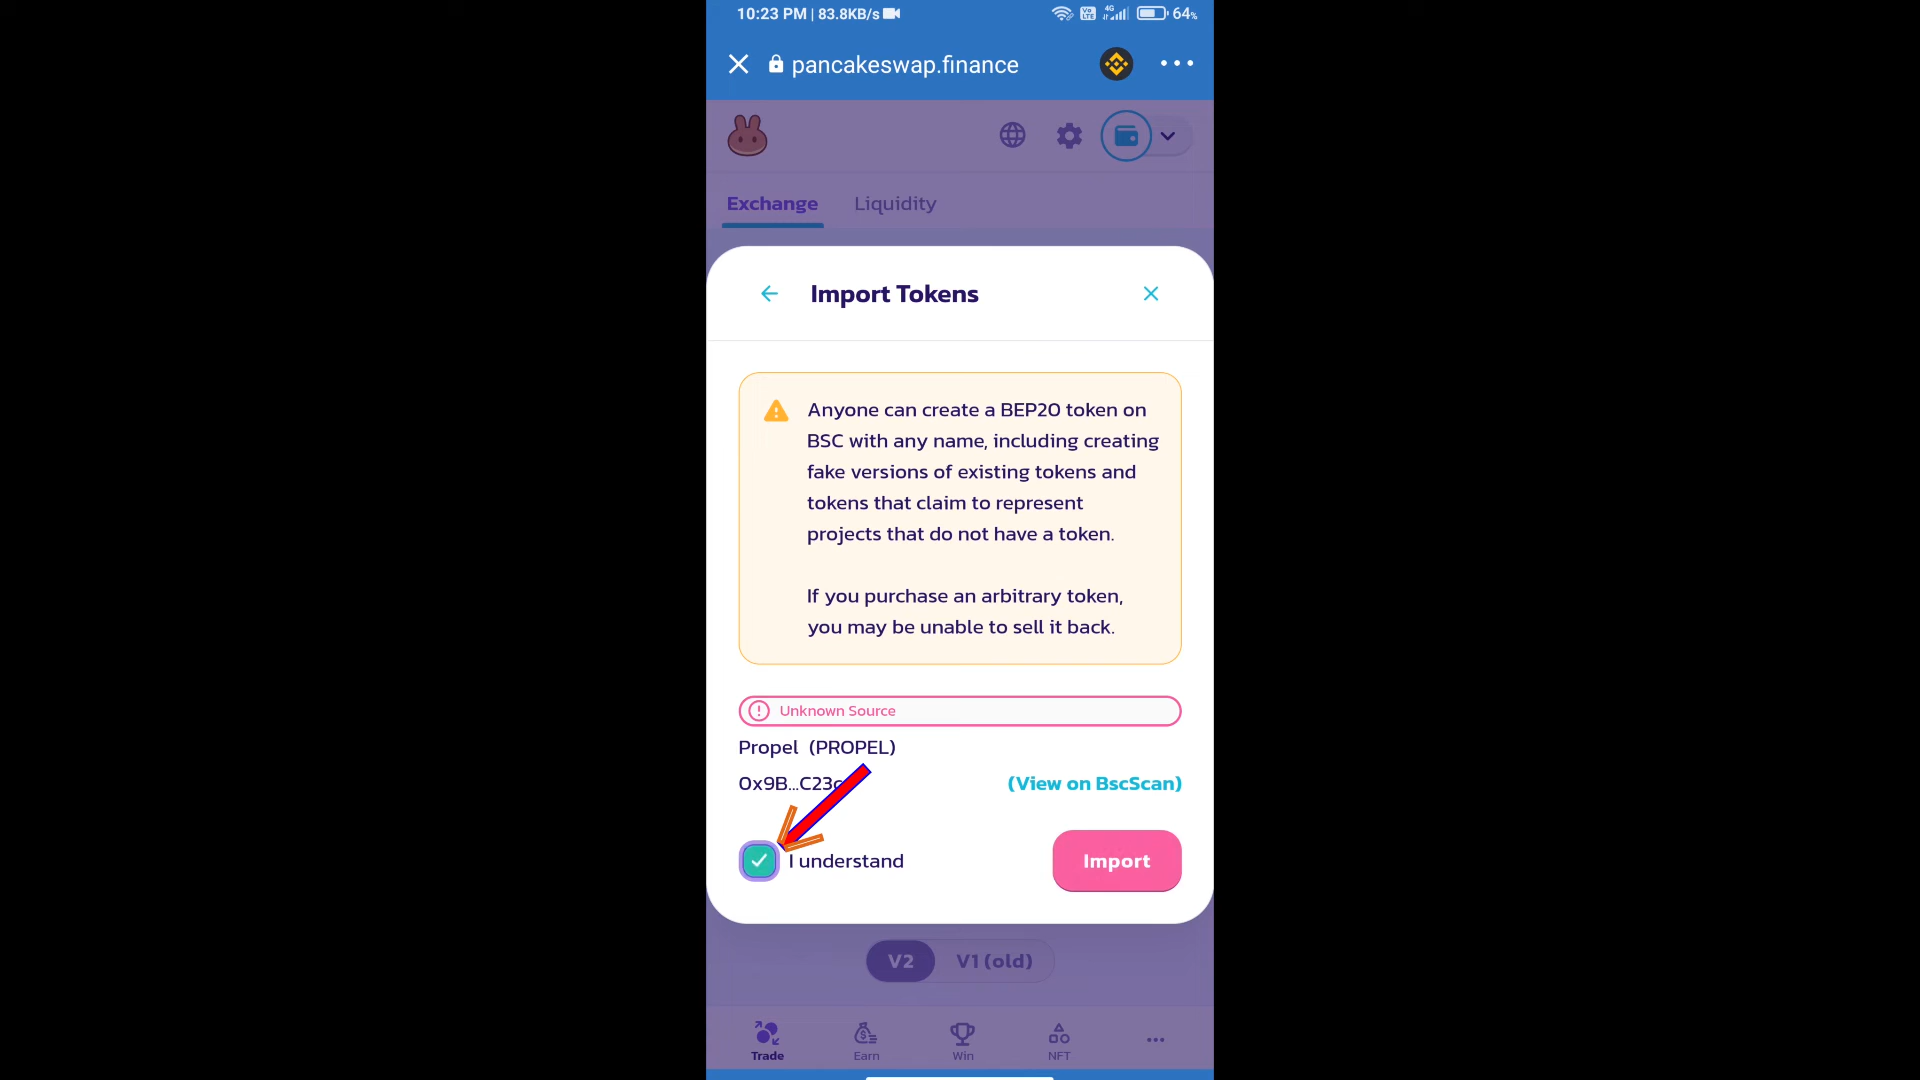 10:23 PM | 83.8KB/s
4G
64%
pancakeswap.finance
Exchange Liquidity
Import Tokens
Anyone can create a BEP20 token on
BSC with any name, including creating
fake versions of existing tokens and
tokens that claim to represent
projects that do not have a token.
If you purchase an arbitrary token,
you may be unable to sell it back.
Unknown Source
Propel (PROPEL)
0x9B...C23c
(View on BscScan)
I understand
Import
V2 V1 (old)
Trade Earn Win NFT